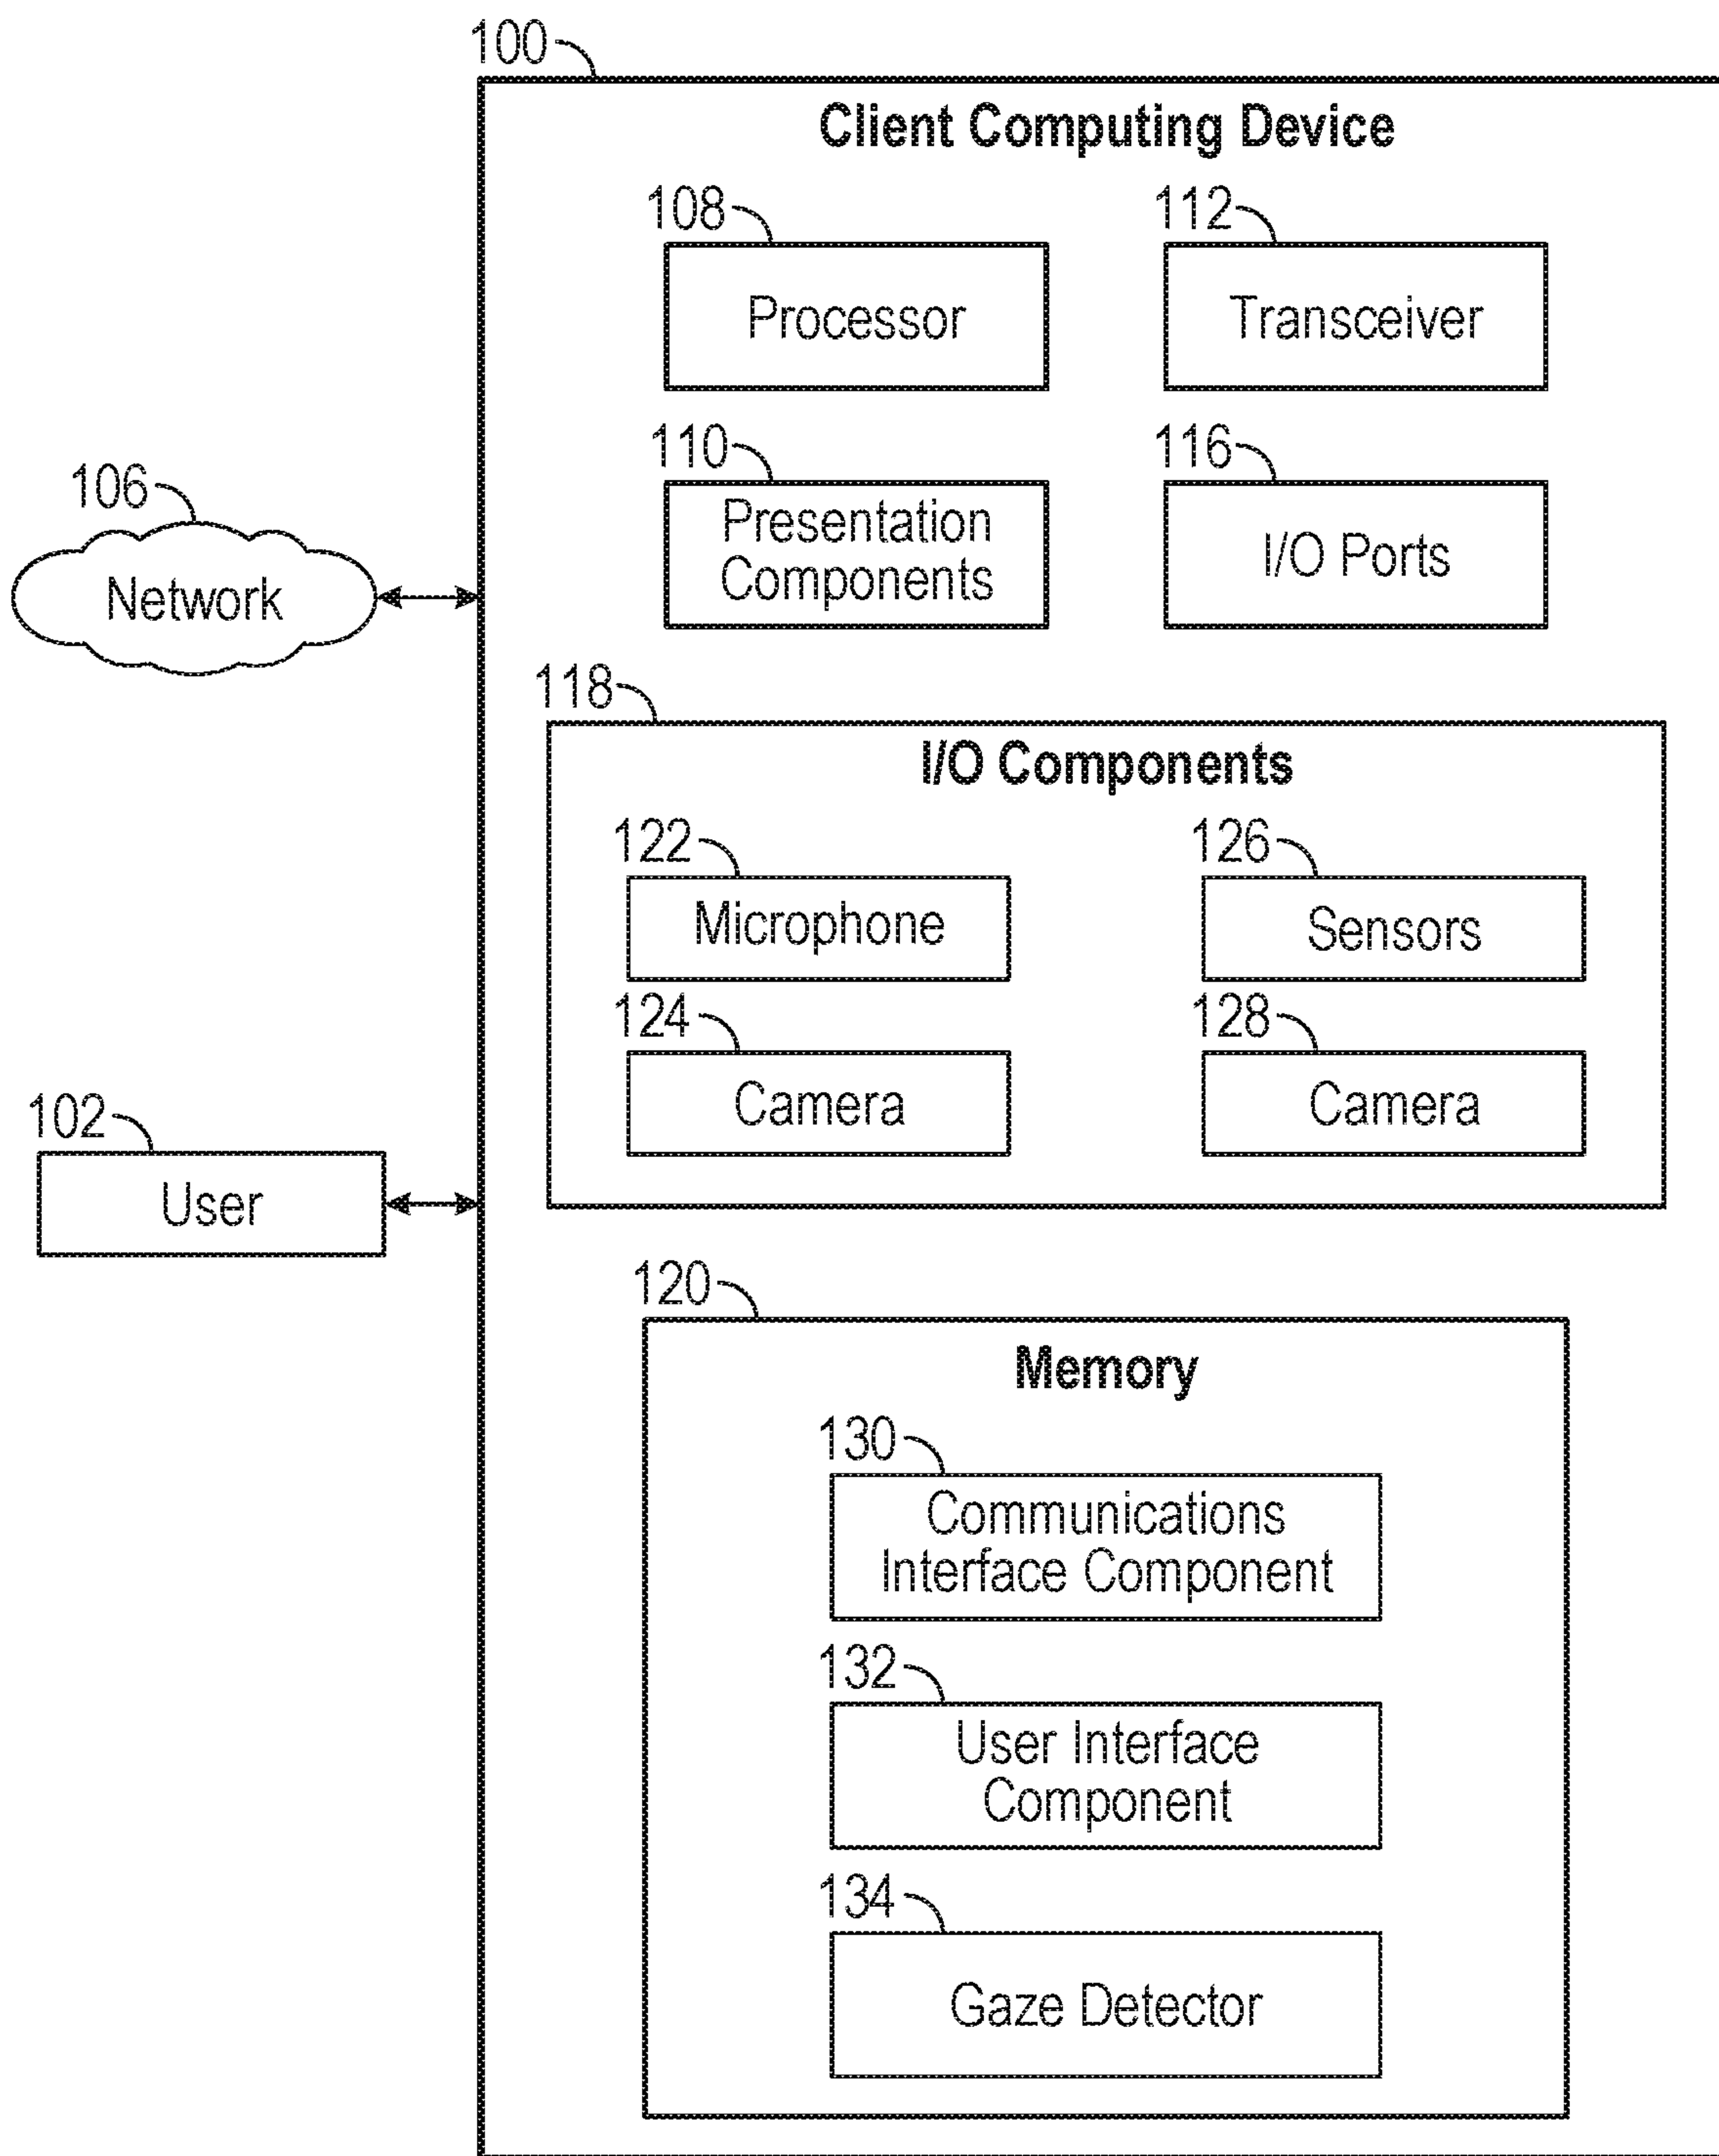 100
Client Computing Device
108
112
Processor
Transceiver
110
116
Presentation
Components
I/O Ports
106
Network
118
I/O Components
122
126
Microphone
Sensors
124
128
Camera
Camera
102
User
120
Memory
130
Communications
Interface Component
132
User Interface
Component
134
Gaze Detector